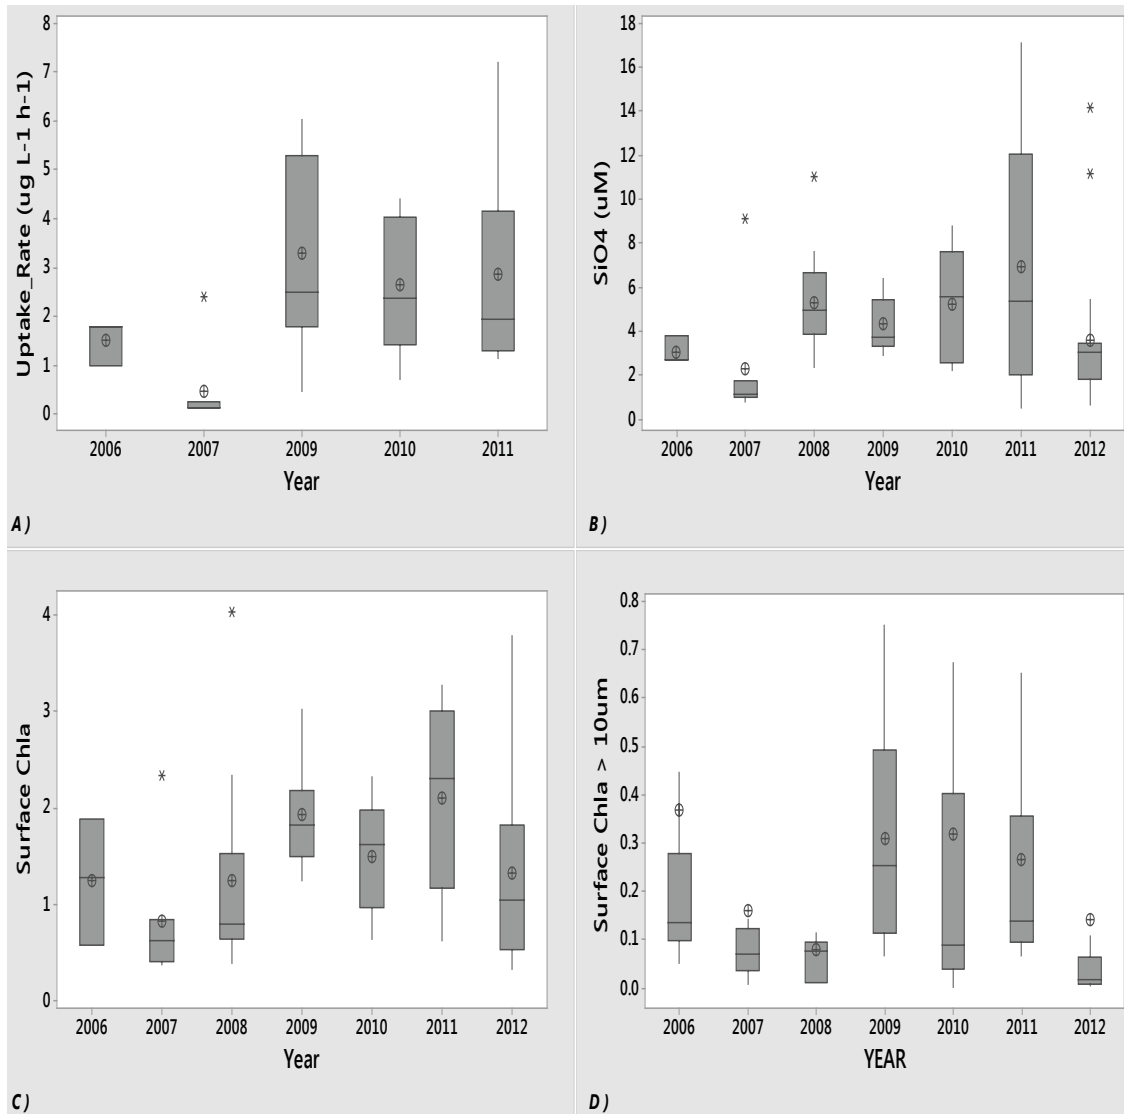 Uptake_Rate (ug L-1 h-1)
8
7
6
5
4
3
2
1
0
2006 2007 2009 2010 2011
Year
A)
SiO4 (uM)
18
16
14
12
10
8
6
4
2
0
2006 2007 2008 2009 2010 2011 2012
Year
B)
Surface Chla
4
3
2
1
0
2006 2007 2008 2009 2010 2011 2012
Year
C)
Surface Chla > 10um
0.8
0.7
0.6
0.5
0.4
0.3
0.2
0.1
0.0
2006 2007 2008 2009 2010 2011 2012
YEAR
D)